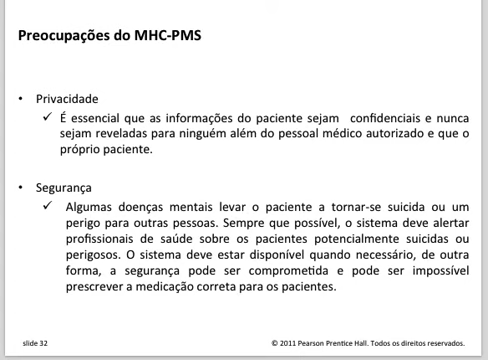 Preocupações do MHC-PMS
• Privacidade
✓ É essencial que as informações do paciente sejam confidenciais e nunca
sejam reveladas para ninguém além do pessoal médico autorizado e que o
próprio paciente.
• Segurança
✓ Algumas doenças mentais levar o paciente a tornar-se suicida ou um
perigo para outras pessoas. Sempre que possível, o sistema deve alertar
profissionais de saúde sobre os pacientes potencialmente suicidas ou
perigosos. O sistema deve estar disponível quando necessário, de outra
forma, a segurança pode ser comprometida e pode ser impossível
prescrever a medicação correta para os pacientes.
slide 32 © 2011 Pearson Prentice Hall. Todos os direitos reservados.